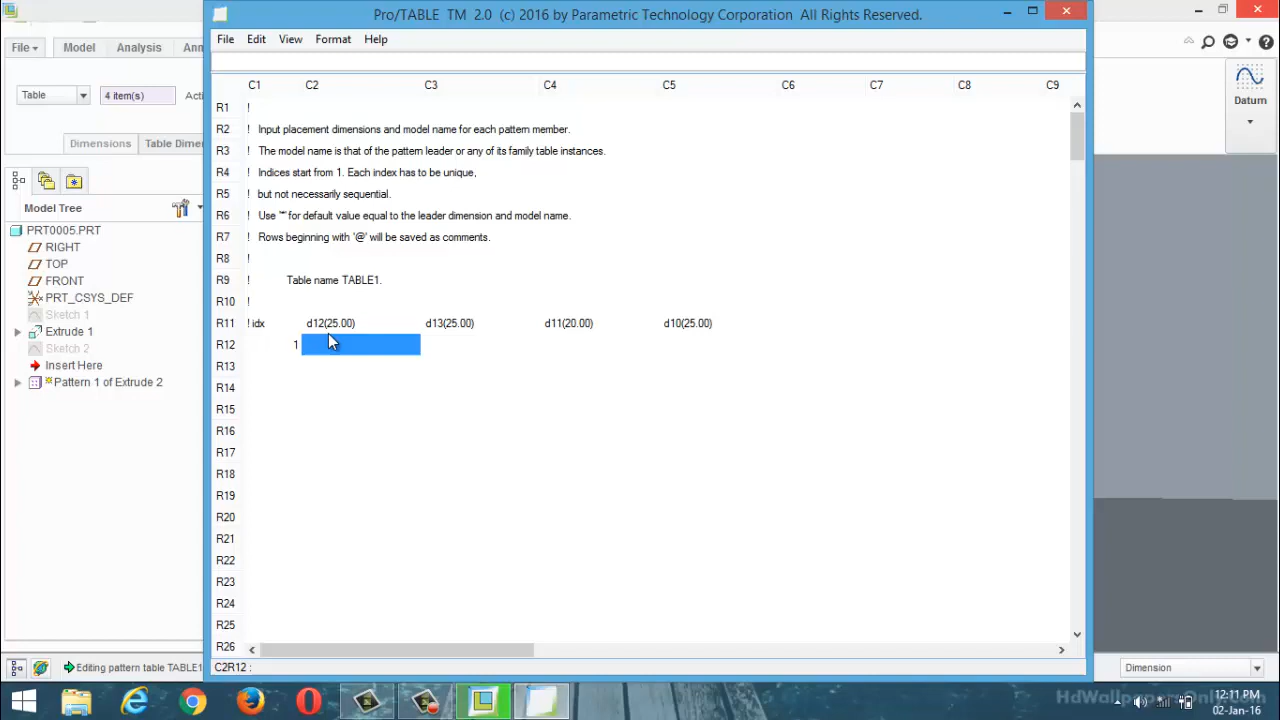 Pro/TABLE TM 2.0 (c) 2016 by Parametric Technology Corporation All Rights Reserved.
File Model Analysis Ann
File Edit View Format Help
Table 4 item(s) Acti
Datum
Dimensions Table Dimen
C1 C2 C3 C4 C5 C6 C7 C8 C9
R1 !
R2 ! Input placement dimensions and model name for each pattern member.
R3 ! The model name is that of the pattern leader or any of its family table instances.
R4 ! Indices start from 1. Each index has to be unique,
R5 ! but not necessarily sequential.
R6 ! Use '*' for default value equal to the leader dimension and model name.
R7 ! Rows beginning with '@' will be saved as comments.
R8 !
R9 ! Table name TABLE1.
R10 !
R11 ! idx d12(25.00) d13(25.00) d11(20.00) d10(25.00)
R12 1
R13
R14
R15
R16
R17
R18
R19
R20
R21
R22
R23
R24
R25
R26
C2R12 :
Model Tree
PRT0005.PRT
RIGHT
TOP
FRONT
PRT_CSYS_DEF
Sketch 1
Extrude 1
Sketch 2
Insert Here
Pattern 1 of Extrude 2
Editing pattern table TABLE1
Dimension
HdWallpapersOnly.com
12:11 PM
02-Jan-16